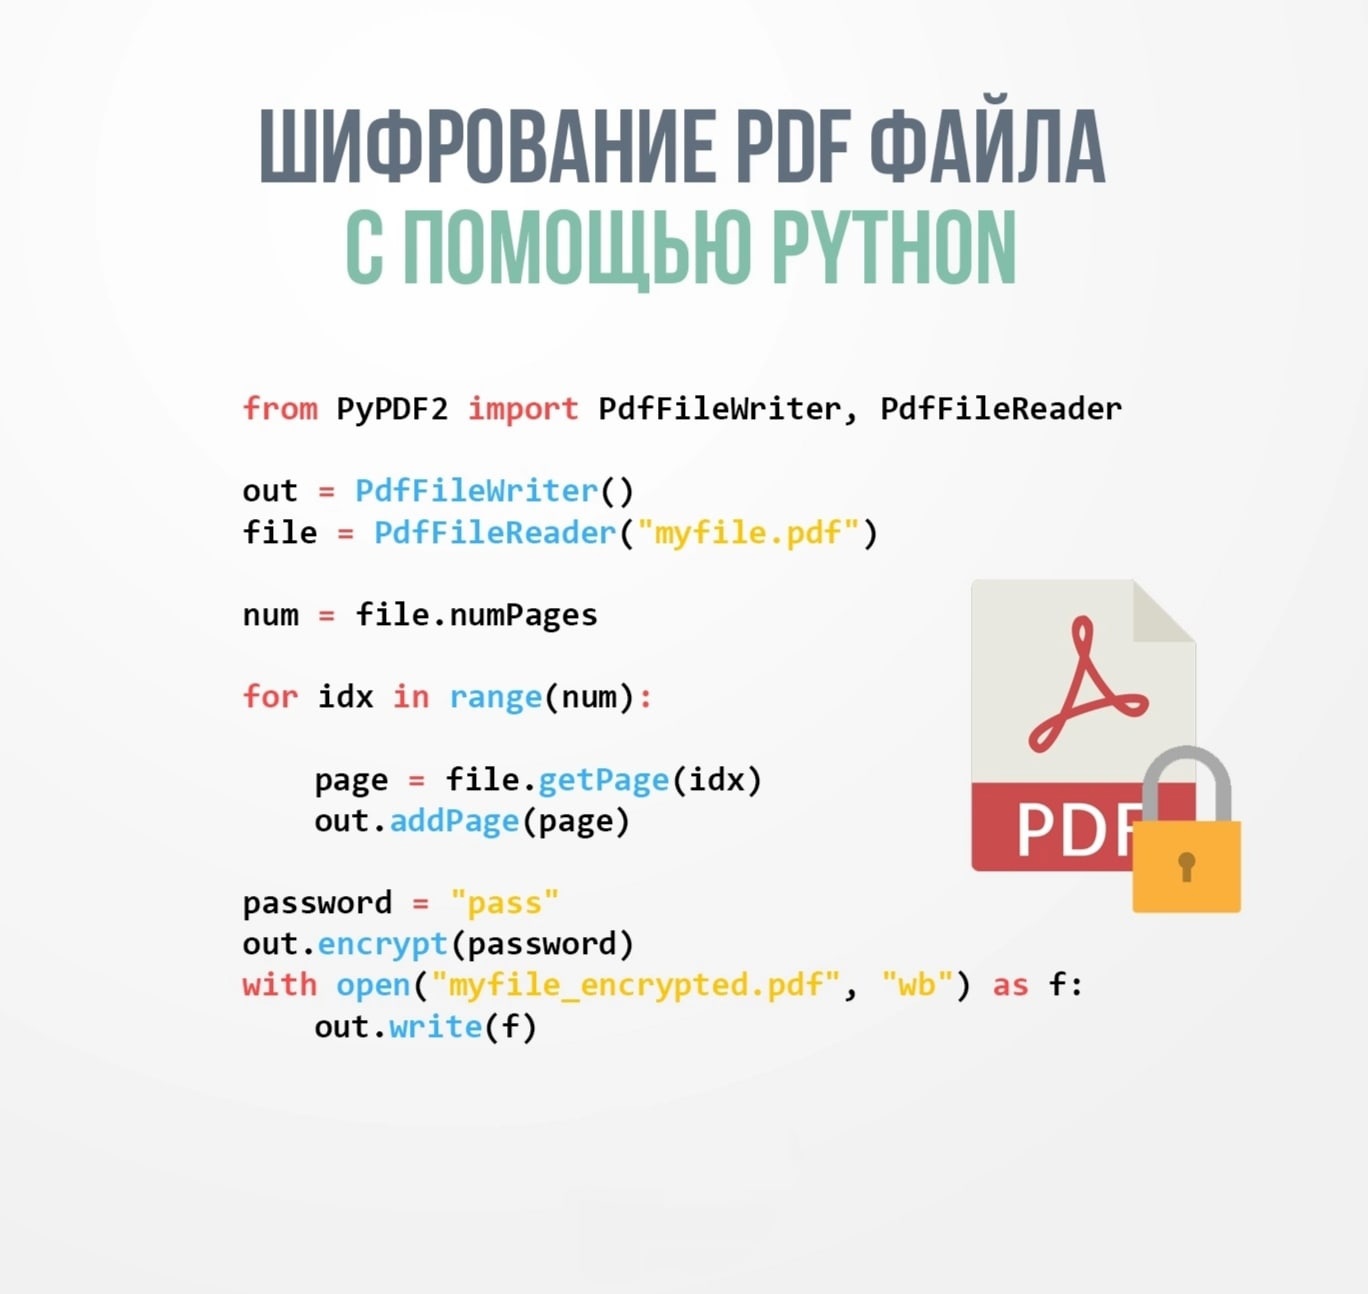 ШИФРОВАНИЕ PDF ФАЙЛА
С ПОМОЩЬЮ PYTHON
from PyPDF2 import PdfFileWriter, PdfFileReader
out = PdfFileWriter()
file = PdfFileReader("myfile.pdf")
num = file.numPages
for idx in range(num):
    page = file.getPage(idx)
    out.addPage(page)
password = "pass"
out.encrypt(password)
with open("myfile_encrypted.pdf", "wb") as f:
    out.write(f)
PDF